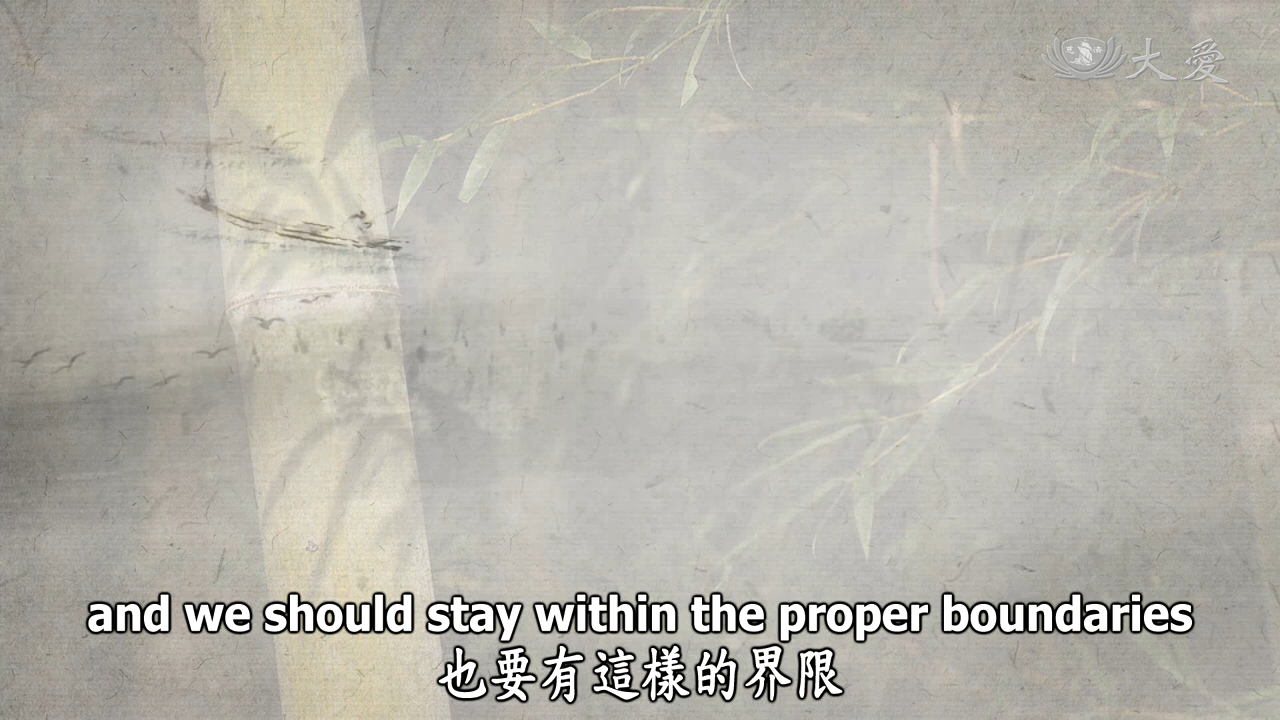 大愛
and we should stay within the proper boundaries
也要有這樣的界限